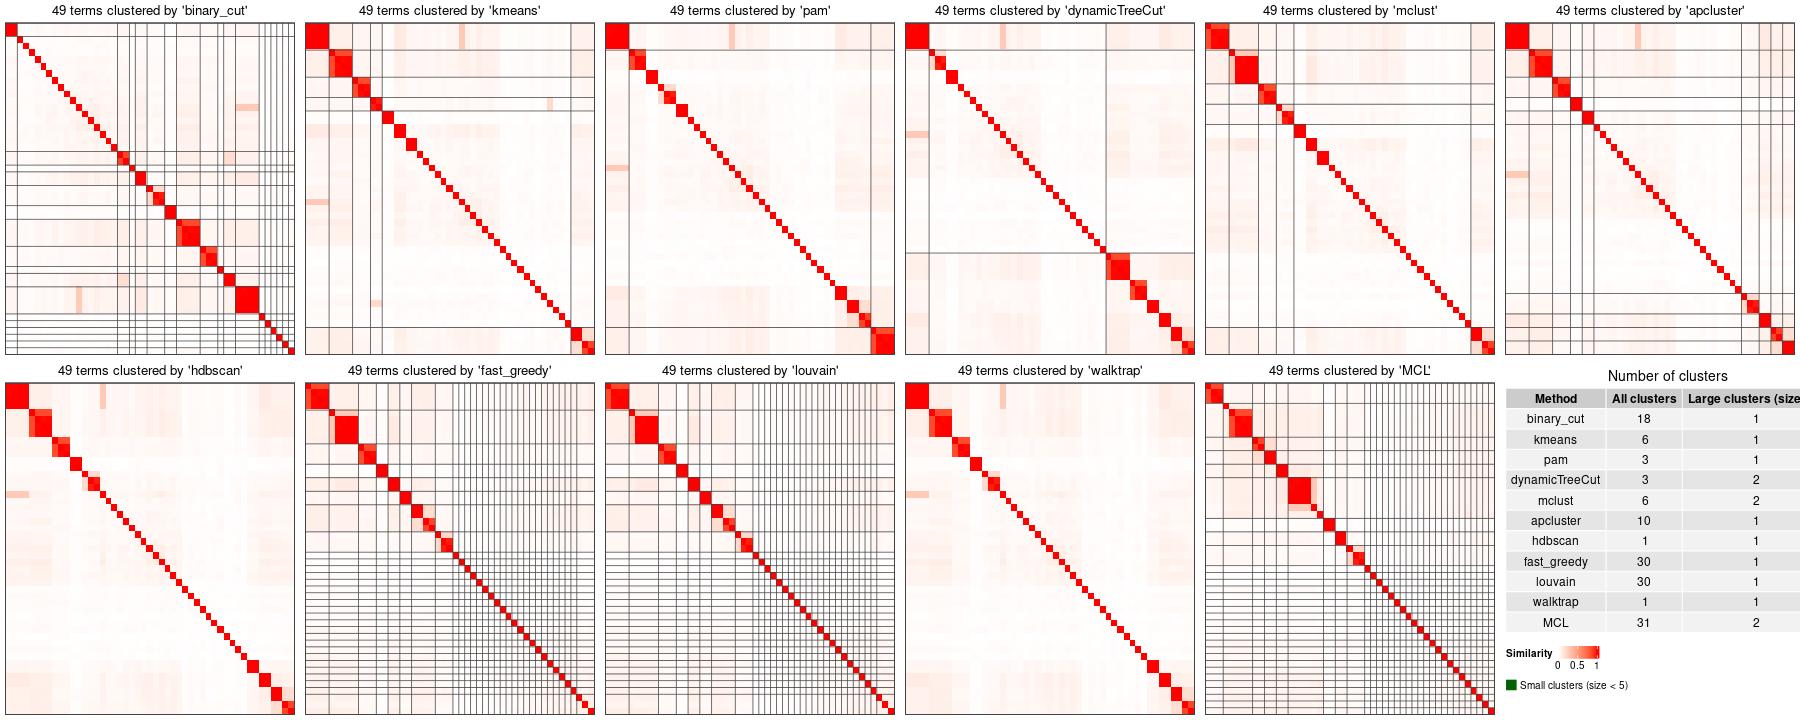 49 terms clustered by 'binary_cut'
49 terms clustered by 'kmeans'
49 terms clustered by 'pam'
49 terms clustered by 'dynamicTreeCut'
49 terms clustered by 'mclust'
49 terms clustered by 'apcluster'
49 terms clustered by 'hdbscan'
49 terms clustered by 'fast_greedy'
49 terms clustered by 'louvain'
49 terms clustered by 'walktrap'
49 terms clustered by 'MCL'
Number of clusters
Method All clusters Large clusters (size
binary_cut 18 1
kmeans 6 1
pam 3 1
dynamicTreeCut 3 2
mclust 6 2
apcluster 10 1
hdbscan 1 1
fast_greedy 30 1
louvain 30 1
walktrap 1 1
MCL 31 2
Similarity
0 0.5 1
Small clusters (size < 5)